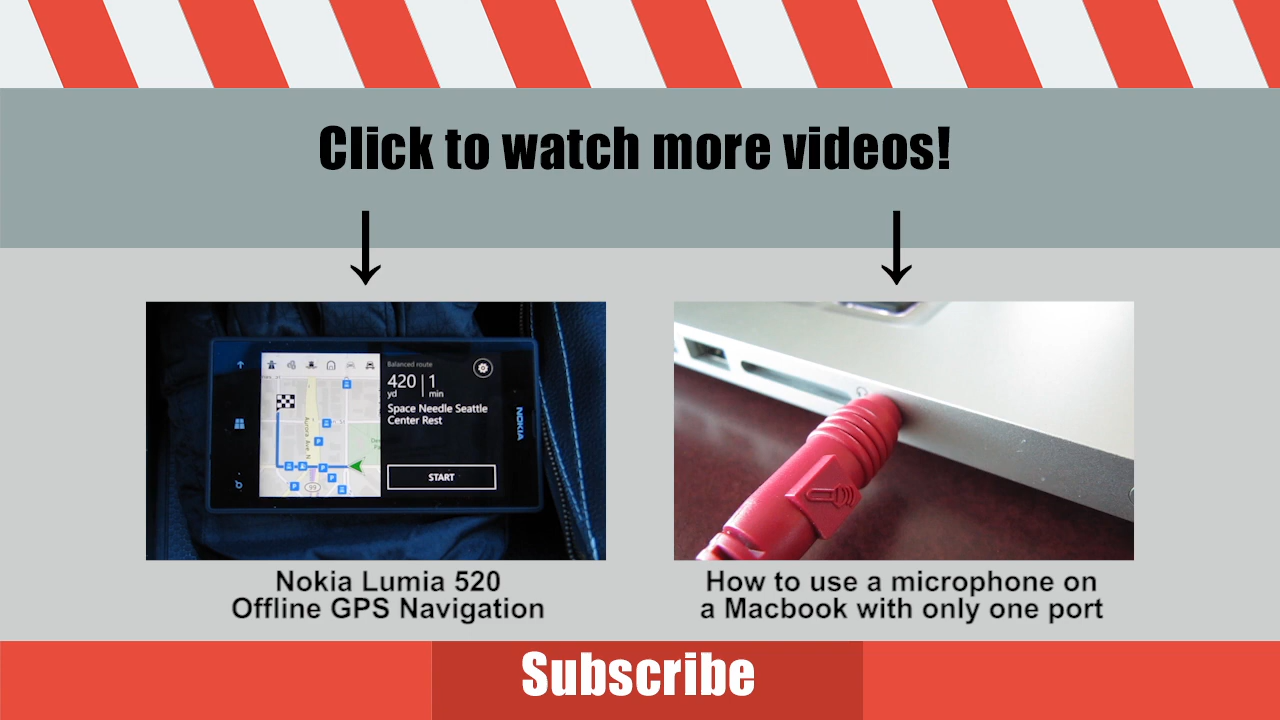 Click to watch more videos!
Balanced route
420 | 1
yd min
Space Needle Seattle
Center Rest
START
NOKIA
99
Nokia Lumia 520
Offline GPS Navigation
How to use a microphone on
a Macbook with only one port
Subscribe